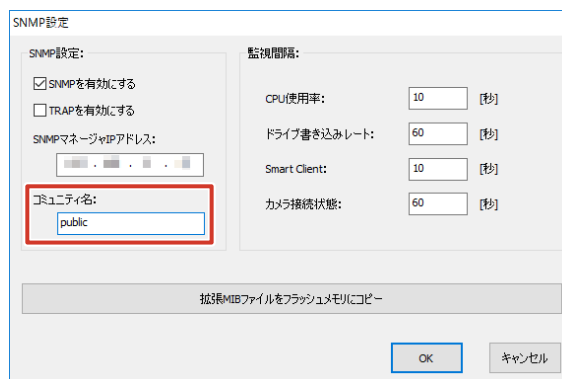 SNMP設定
SNMP設定:
SNMPを有効にする
TRAPを有効にする
SNMPマネージャIPアドレス:
コミュニティ名:
public
監視間隔:
CPU使用率: 10 [秒]
ドライブ書き込みレート: 60 [秒]
Smart Client: 10 [秒]
カメラ接続状態: 60 [秒]
拡張MIBファイルをフラッシュメモリにコピー
OK キャンセル